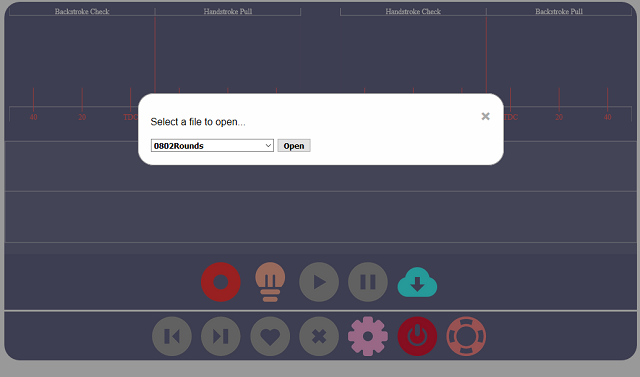 Backstroke Check Handstroke Pull Handstroke Check Backstroke Pull
40 20 TDC TDC 20 40
Select a file to open...
0802Rounds Open